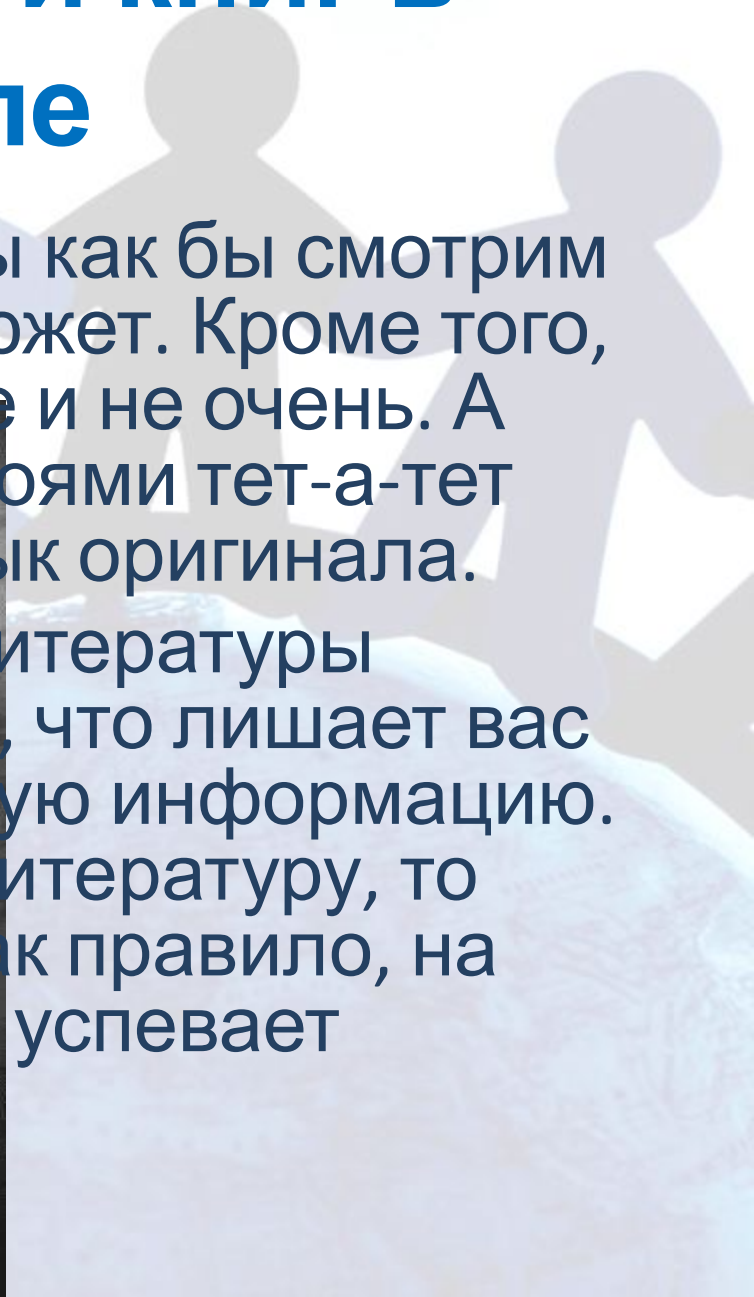 и книг в
ле
ы как бы смотрим
ожет. Кроме того,
е и не очень. А
оями тет-а-тет
ык оригинала.
итературы
, что лишает вас
ую информацию.
итературу, то
ак правило, на
успевает